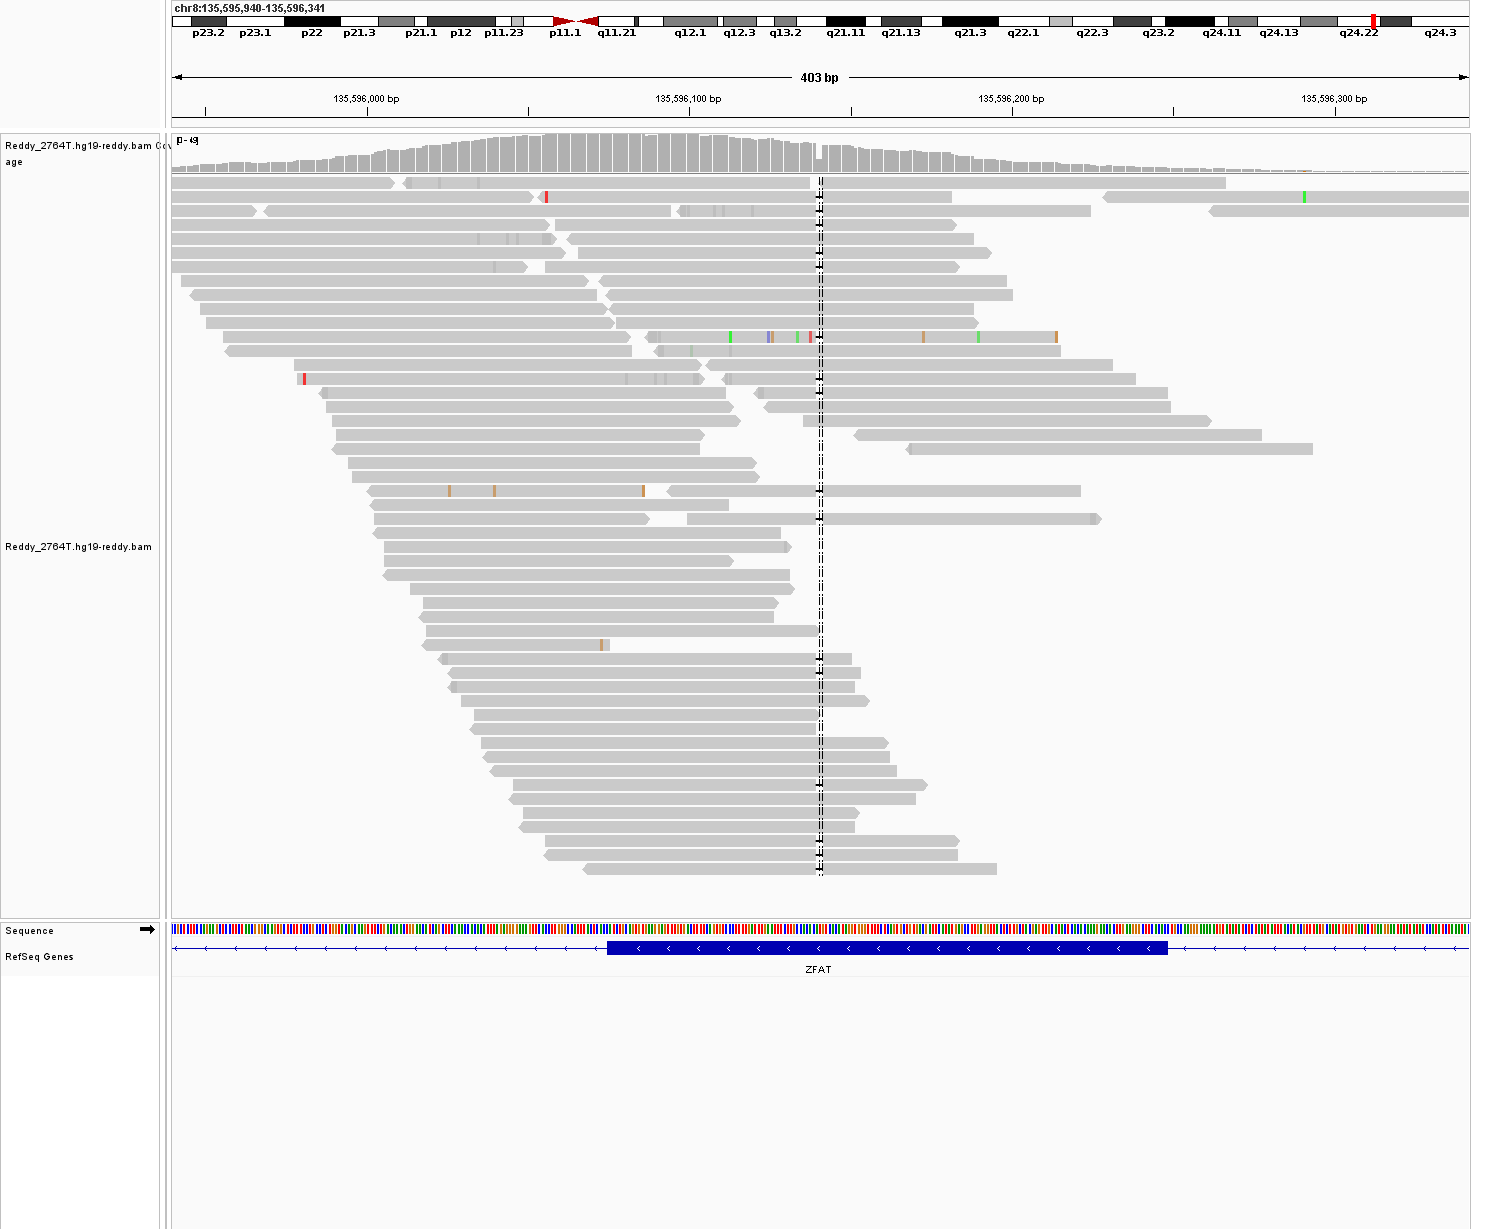 chr8:135,595,940-135,596,341
p23.2 p23.1 p22 p21.3 p21.1 p12 p11.23 p11.1 q11.21 q12.1 q12.3 q13.2 q21.11 q21.13 q21.3 q22.1 q22.3 q23.2 q24.11 q24.13 q24.22 q24.3
403 bp
135,596,000 bp 135,596,100 bp 135,596,200 bp 135,596,300 bp
Reddy_2764T.hg19-reddy.bam Cov
age
Reddy_2764T.hg19-reddy.bam
Sequence
RefSeq Genes
ZFAT